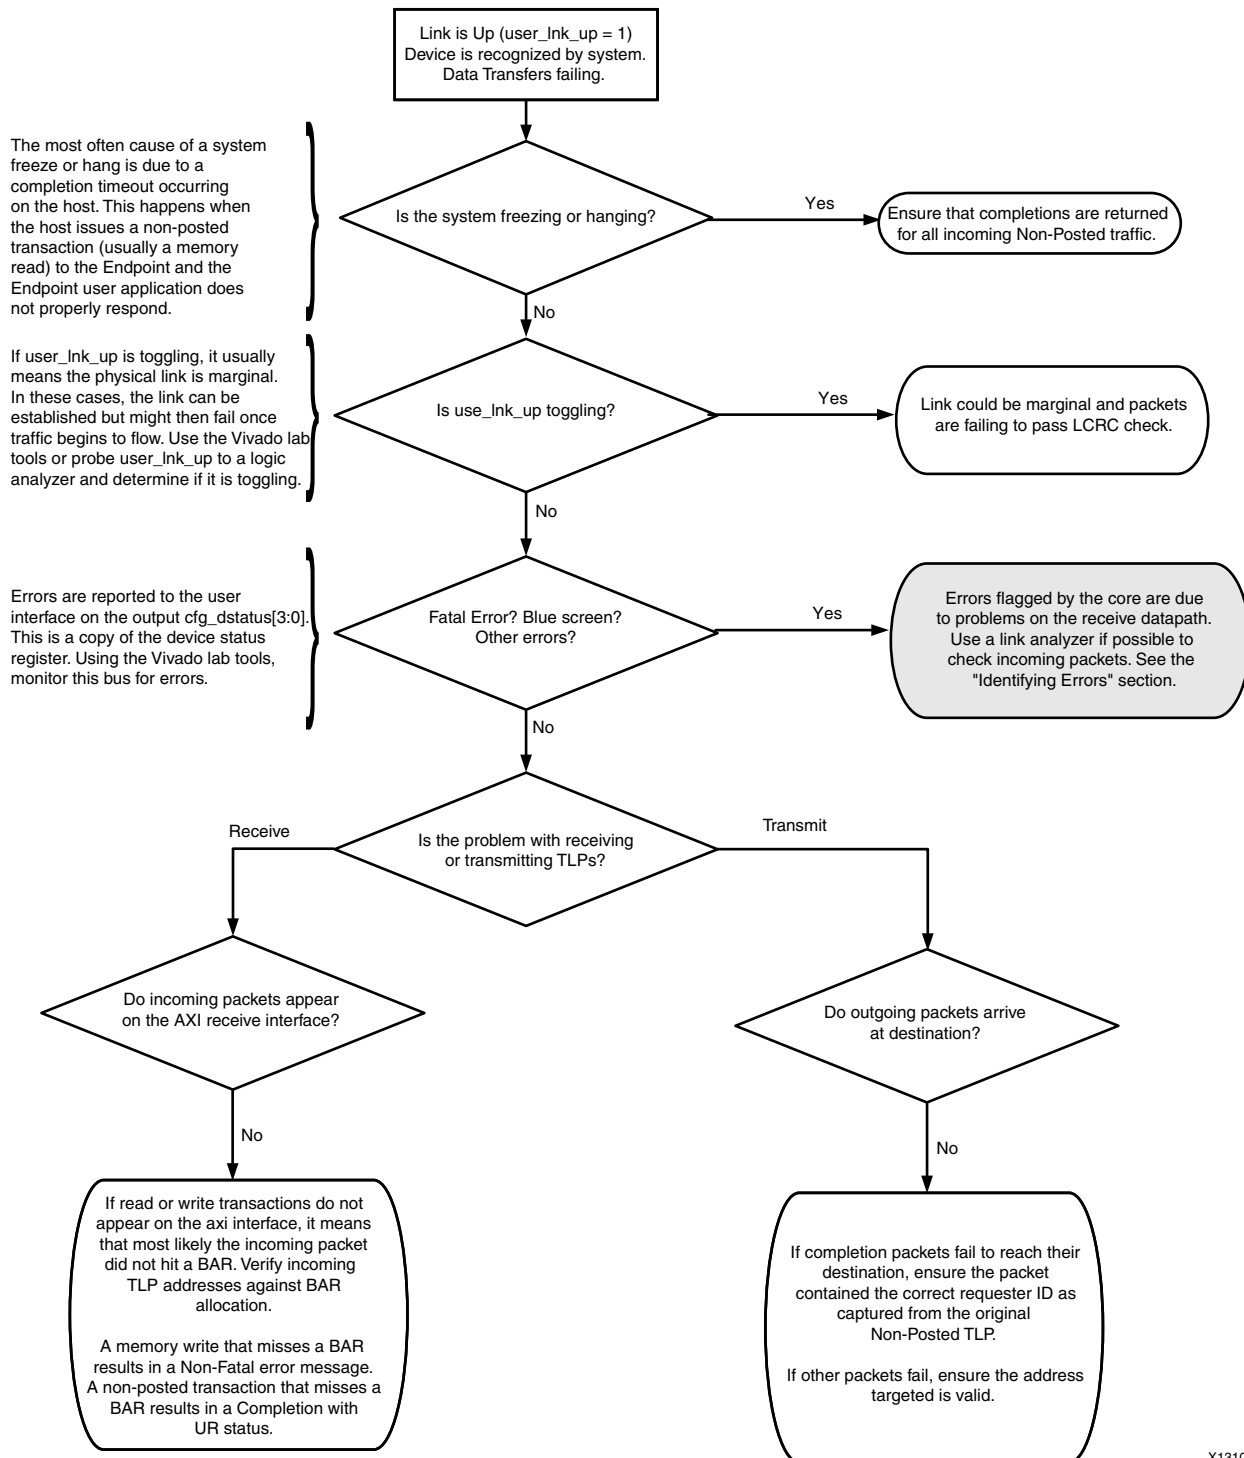 Link is Up (user_lnk_up = 1)
Device is recognized by system.
Data Transfers failing.
The most often cause of a system
freeze or hang is due to a
completion timeout occurring
on the host. This happens when
the host issues a non-posted
transaction (usually a memory
read) to the Endpoint and the
Endpoint user application does
not properly respond.
Is the system freezing or hanging?
Yes
Ensure that completions are returned
for all incoming Non-Posted traffic.
No
If user_lnk_up is toggling, it usually
means the physical link is marginal.
In these cases, the link can be
established but might then fail once
traffic begins to flow. Use the Vivado lab
tools or probe user_lnk_up to a logic
analyzer and determine if it is toggling.
Is use_lnk_up toggling?
Yes
Link could be marginal and packets
are failing to pass LCRC check.
No
Errors are reported to the user
interface on the output cfg_dstatus[3:0].
This is a copy of the device status
register. Using the Vivado lab tools,
monitor this bus for errors.
Fatal Error? Blue screen?
Other errors?
Yes
Errors flagged by the core are due
to problems on the receive datapath.
Use a link analyzer if possible to
check incoming packets. See the
"Identifying Errors" section.
No
Is the problem with receiving
or transmitting TLPs?
Receive
Transmit
Do incoming packets appear
on the AXI receive interface?
Do outgoing packets arrive
at destination?
No
No
If read or write transactions do not
appear on the axi interface, it means
that most likely the incoming packet
did not hit a BAR. Verify incoming
TLP addresses against BAR
allocation.
A memory write that misses a BAR
results in a Non-Fatal error message.
A non-posted transaction that misses a
BAR results in a Completion with
UR status.
If completion packets fail to reach their
destination, ensure the packet
contained the correct requester ID as
captured from the original
Non-Posted TLP.
If other packets fail, ensure the address
targeted is valid.